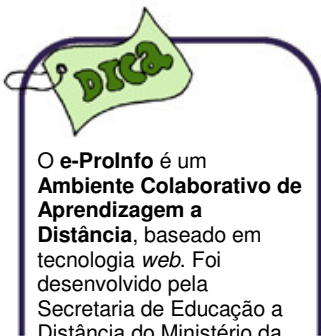 DICA
O e-ProInfo é um
Ambiente Colaborativo de
Aprendizagem a
Distância, baseado em
tecnologia web. Foi
desenvolvido pela
Secretaria de Educação a
Distância do Ministério da